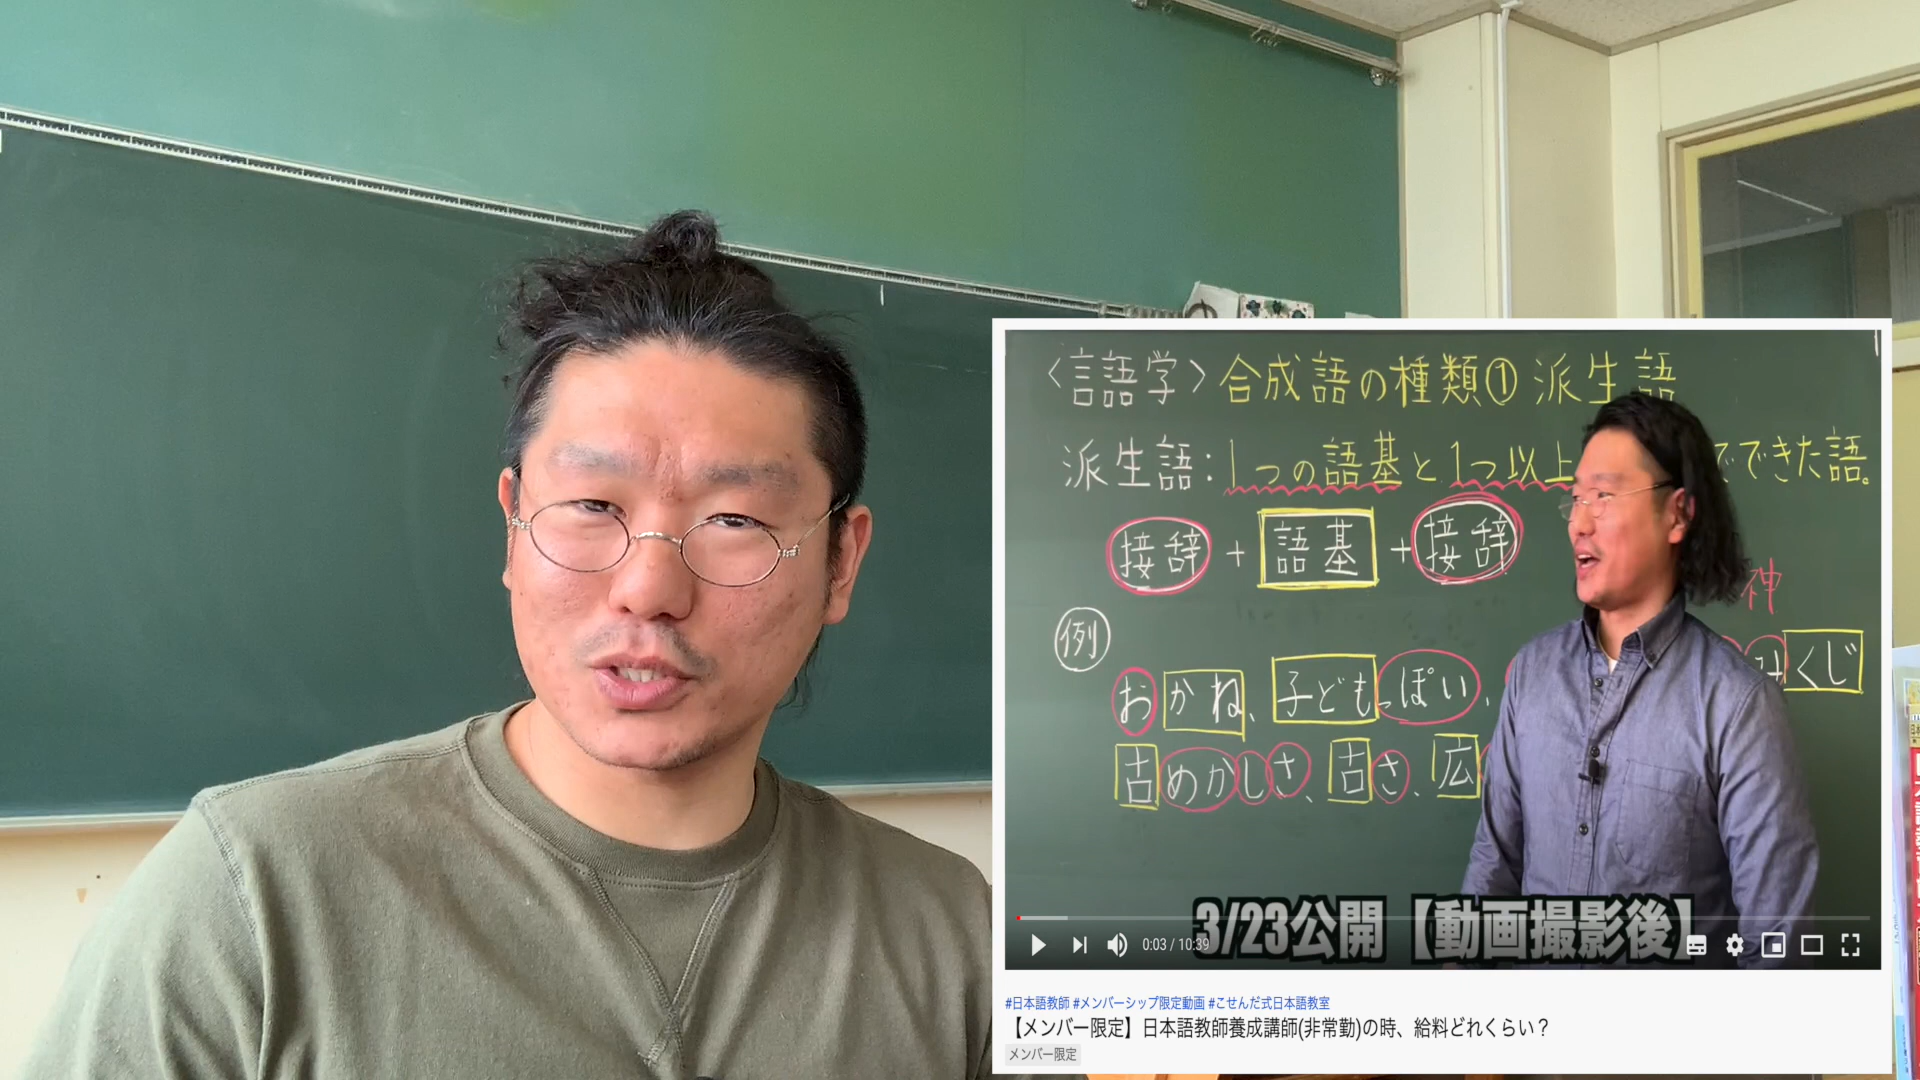 〈言語学〉合成語の種類① 派生語
派生語：1つの語基と1つ以上 でできた語。
接辞 + 語基 + 接辞
神
例
おかね、子どもっぽい、
みくじ
古めかしさ、古さ、広
3/23公開【動画撮影後】
0:03 / 10:39
#日本語教師 #メンバーシップ限定動画 #こせんだ式日本語教室
【メンバー限定】日本語教師養成講師(非常勤)の時、給料どれくらい？
メンバー限定